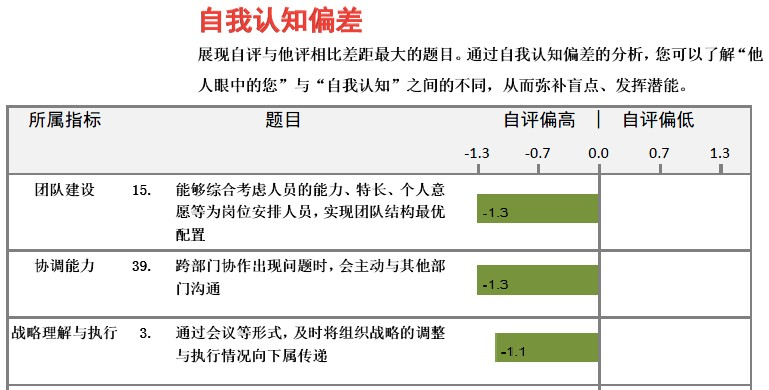 自我认知偏差
展现自评与他评相比差距最大的题目。通过自我认知偏差的分析，您可以了解“他
人眼中的您”与“自我认知”之间的不同，从而弥补盲点、发挥潜能。
所属指标 题目 自评偏高 | 自评偏低
-1.3 -0.7 0.0 0.7 1.3
团队建设 15. 能够综合考虑人员的能力、特长、个人意
愿等为岗位安排人员，实现团队结构最优
配置
-1.3
协调能力 39. 跨部门协作出现问题时，会主动与其他部
门沟通
-1.3
战略理解与执行 3. 通过会议等形式，及时将组织战略的调整
与执行情况向下属传递
-1.1